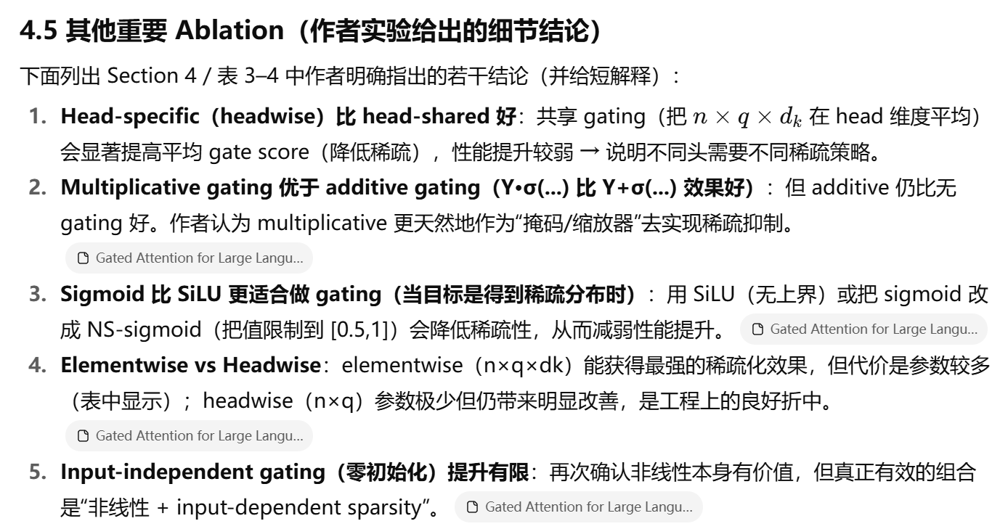 4.5 其他重要 Ablation（作者实验给出的细节结论）
下面列出 Section 4 / 表 3–4 中作者明确指出的若干结论（并给短解释）：
1. Head-specific（headwise）比 head-shared 好：共享 gating（把 n × q × dₖ 在 head 维度平均）
会显著提高平均 gate score（降低稀疏），性能提升较弱 → 说明不同头需要不同稀疏策略。
2. Multiplicative gating 优于 additive gating（Y·σ(...) 比 Y+σ(...) 效果好）：但 additive 仍比无
gating 好。作者认为 multiplicative 更天然地作为“掩码/缩放器”去实现稀疏抑制。
Gated Attention for Large Langu...
3. Sigmoid 比 SiLU 更适合做 gating（当目标是得到稀疏分布时）：用 SiLU（无上界）或把 sigmoid 改
成 NS-sigmoid（把值限制到 [0.5,1]）会降低稀疏性，从而减弱性能提升。 Gated Attention for Large Langu...
4. Elementwise vs Headwise：elementwise（n×q×dk）能获得最强的稀疏化效果，但代价是参数较多
（表中显示）；headwise（n×q）参数极少但仍带来明显改善，是工程上的良好折中。
Gated Attention for Large Langu...
5. Input-independent gating（零初始化）提升有限：再次确认非线性本身有价值，但真正有效的组合
是“非线性 + input-dependent sparsity”。 Gated Attention for Large Langu...